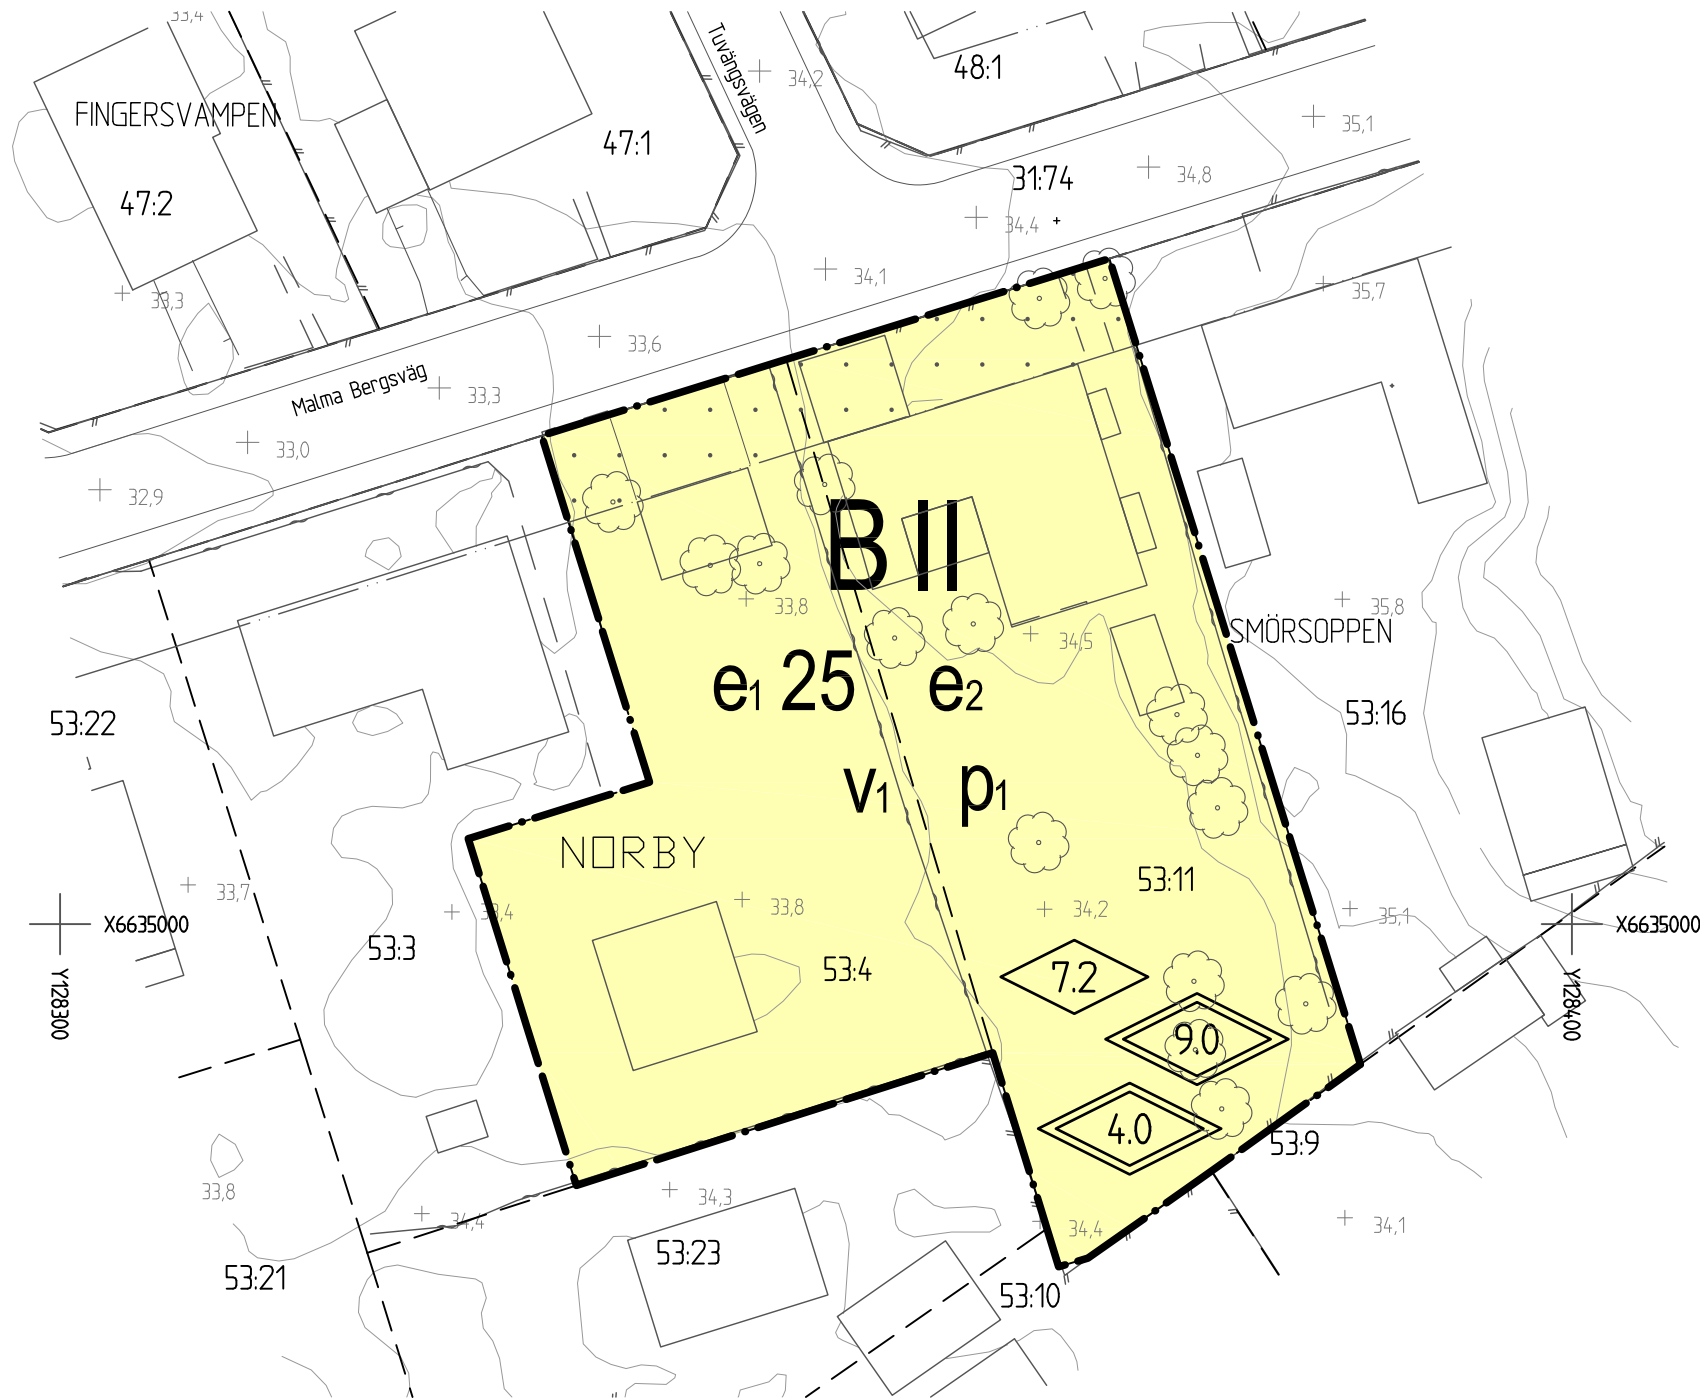 33,4
Tuvängsvägen
48:1
34,2
FINGERSVAMPEN
35,1
47:1
34,8
31:74
47:2
34,4
34,1
35,7
33,3
33,6
Malma Bergsväg
33,3
33,0
32,9
B II
33,8
35,8
34,5
SMÖRSOPPEN
e1 25
e2
53:16
53:22
v1
p1
NORBY
53:11
33,7
33,4
33,8
34,2
35,1
X6635000
X6635000
53:3
53:4
7.2
Y128300
Y128400
9.0
4.0
53:9
33,8
34,3
34,4
34,4
34,1
53:23
53:21
53:10